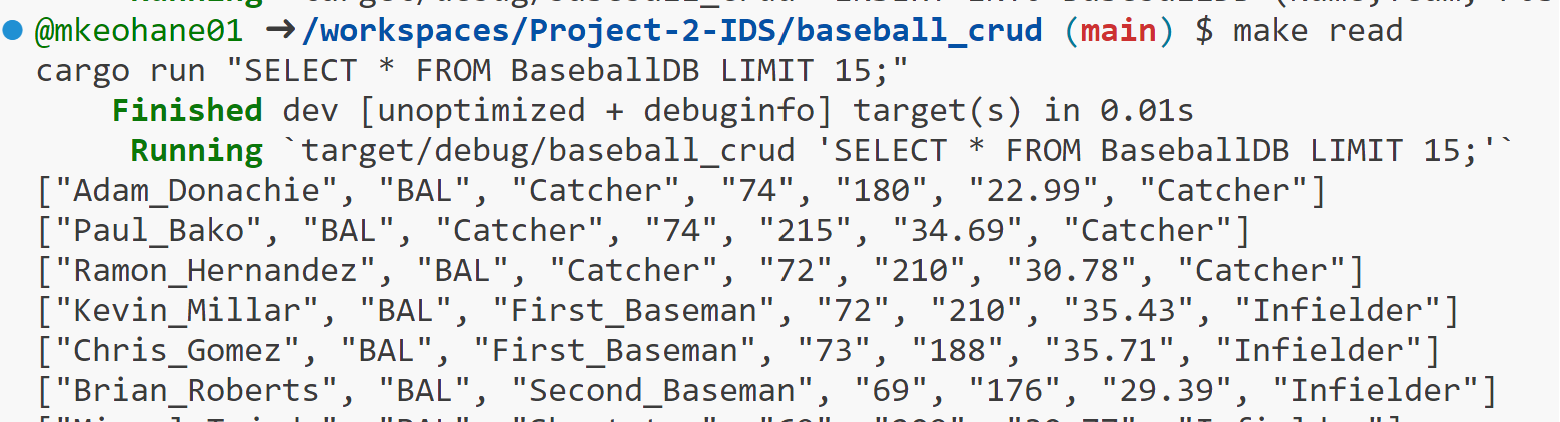 @mkeohane01 ➜/workspaces/Project-2-IDS/baseball_crud (main) $ make read
cargo run "SELECT * FROM BaseballDB LIMIT 15;"
Finished dev [unoptimized + debuginfo] target(s) in 0.01s
Running `target/debug/baseball_crud 'SELECT * FROM BaseballDB LIMIT 15;'`
["Adam_Donachie", "BAL", "Catcher", "74", "180", "22.99", "Catcher"]
["Paul_Bako", "BAL", "Catcher", "74", "215", "34.69", "Catcher"]
["Ramon_Hernandez", "BAL", "Catcher", "72", "210", "30.78", "Catcher"]
["Kevin_Millar", "BAL", "First_Baseman", "72", "210", "35.43", "Infielder"]
["Chris_Gomez", "BAL", "First_Baseman", "73", "188", "35.71", "Infielder"]
["Brian_Roberts", "BAL", "Second_Baseman", "69", "176", "29.39", "Infielder"]